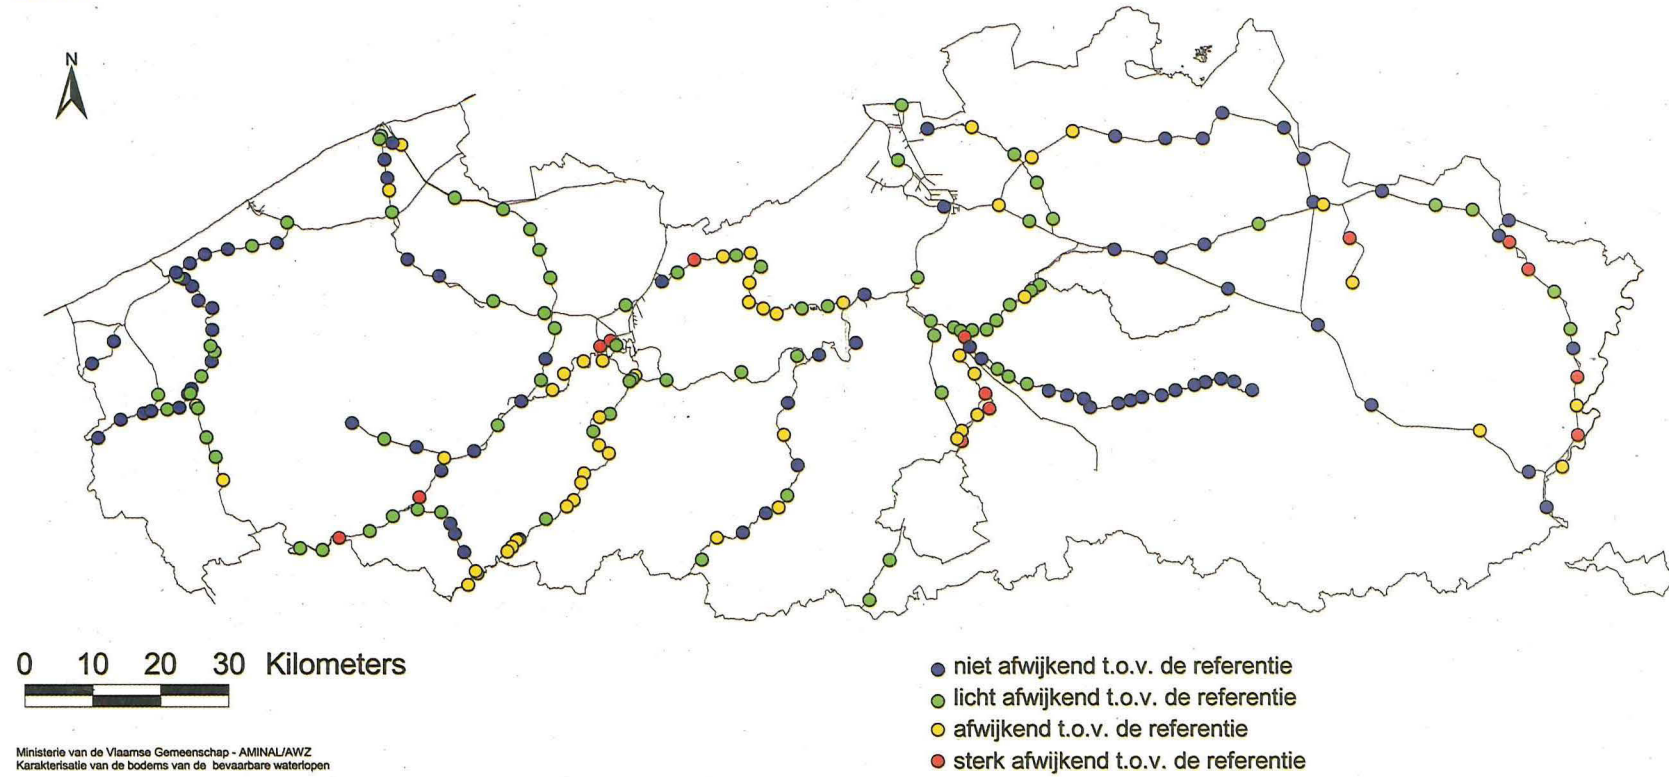 N
0 10 20 30 Kilometers
niet afwijkend t.o.v. de referentie
licht afwijkend t.o.v. de referentie
afwijkend t.o.v. de referentie
sterk afwijkend t.o.v. de referentie
Ministerie van de Vlaamse Gemeenschap - AMINAL/AWZ
Karakterisatie van de bodems van de bevaarbare waterlopen